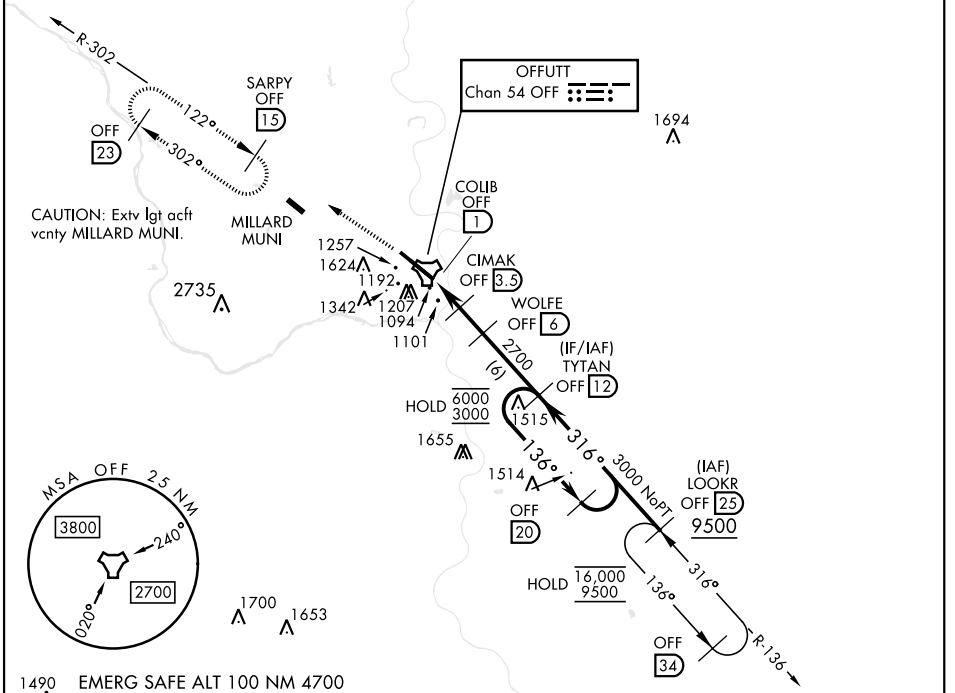 R-302
SARPY
OFF
15
122°
302°
OFF
23
OFFUTT
Chan 54 OFF
1694
CAUTION: Extv lgt acft
vcnty MILLARD MUNI.
MILLARD
MUNI
COLIB
OFF
1
1257
1624
1192
1342
1207
1094
1101
2735
CIMAK
OFF 3.5
WOLFE
OFF 6
2700
(6)
(IF/IAF)
TYTAN
OFF 12
HOLD 6000
3000
1515
1655
136°
316°
1514
3000 NoPT
(IAF)
LOOKR
OFF 25
9500
OFF
20
HOLD 16,000
9500
136°
316°
OFF
34
R-136
MSA OFF 25 NM
3800
240°
2700
020°
1700
1653
1490 EMERG SAFE ALT 100 NM 4700